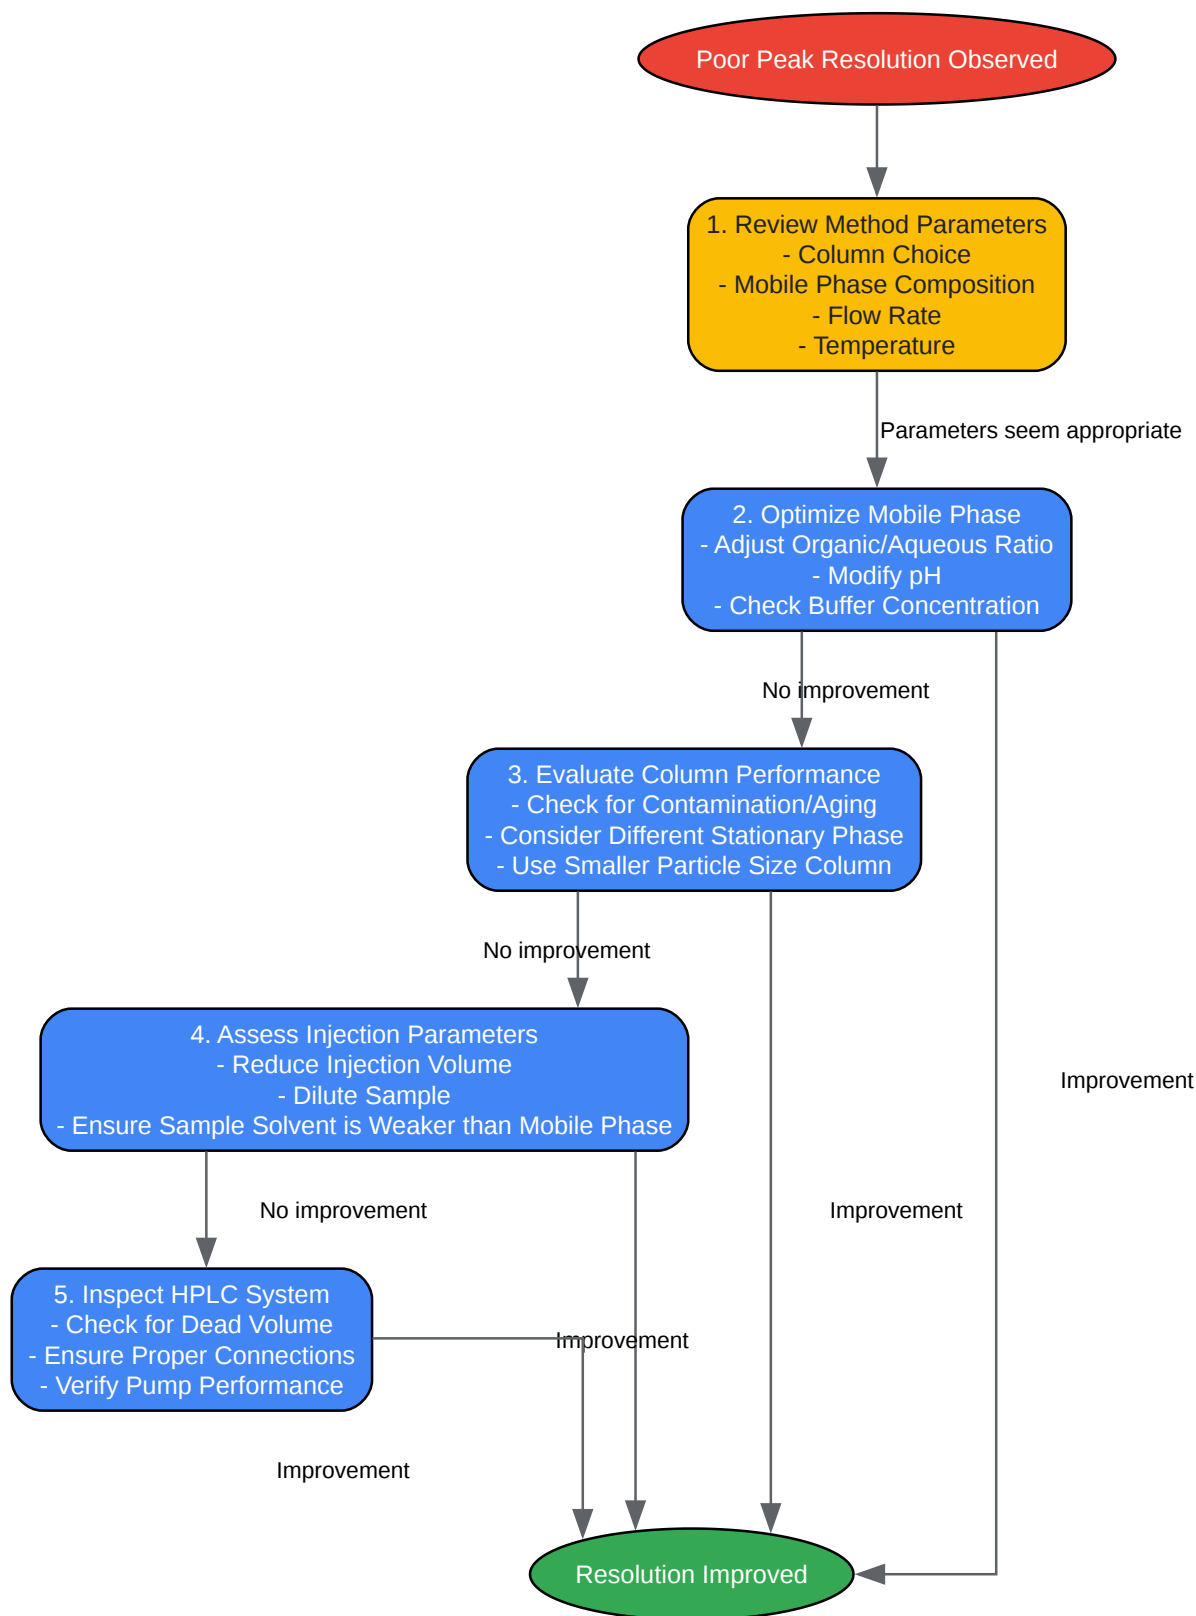 Poor Peak Resolution Observed
1. Review Method Parameters
- Column Choice
- Mobile Phase Composition
- Flow Rate
- Temperature
Parameters seem appropriate
2. Optimize Mobile Phase
- Adjust Organic/Aqueous Ratio
- Modify pH
- Check Buffer Concentration
No improvement
3. Evaluate Column Performance
- Check for Contamination/Aging
- Consider Different Stationary Phase
- Use Smaller Particle Size Column
No improvement
4. Assess Injection Parameters
- Reduce Injection Volume
- Dilute Sample
- Ensure Sample Solvent is Weaker than Mobile Phase
Improvement
No improvement
Improvement
5. Inspect HPLC System
- Check for Dead Volume
- Ensure Proper Connections
- Verify Pump Performance
Improvement
Improvement
Resolution Improved